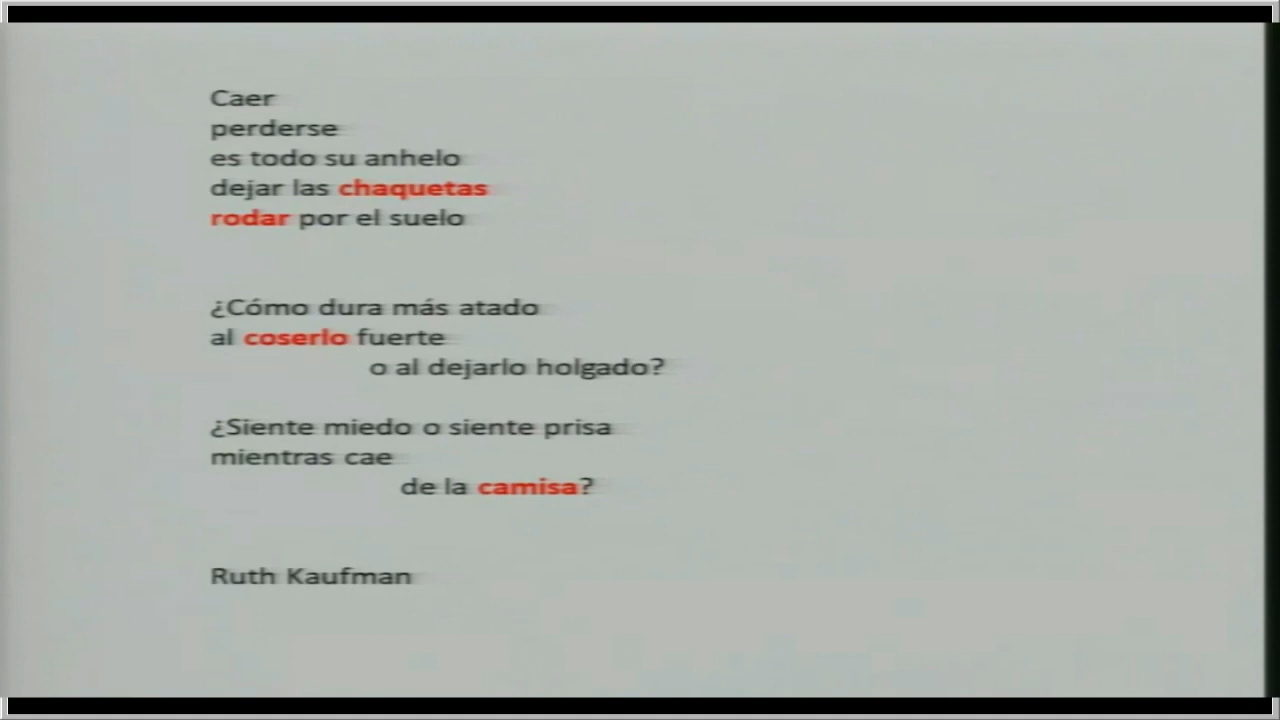 Caer
perderse
es todo su anhelo
dejar las chaquetas
rodar por el suelo
¿Cómo dura más atado
al coserlo fuerte
o al dejarlo holgado?
¿Siente miedo o siente prisa
mientras cae
de la camisa?
Ruth Kaufman